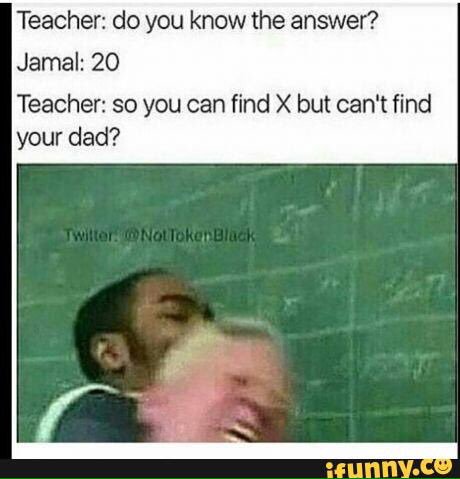 Teacher: do you know the answer?
Jamal: 20
Teacher: so you can find X but can't find
your dad?
Twitter: @NotTokenBlack
ifunny.co